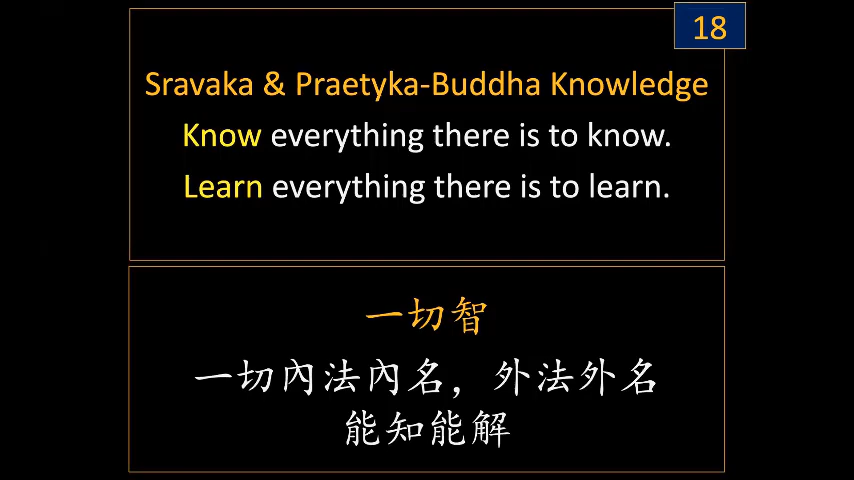 18
Sravaka & Praetyka-Buddha Knowledge
Know everything there is to know.
Learn everything there is to learn.
一切智
一切內法內名，外法外名
能知能解